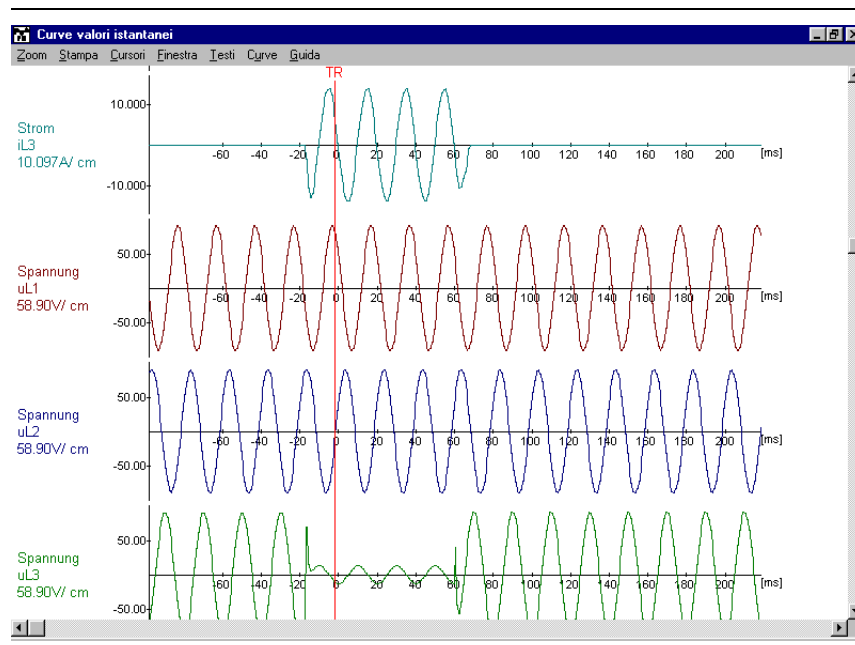 Curve valori istantanei
Zoom Stampa Cursori Finestra Testi Curve Guida
TR
10.000
Strom
iL3
10.097A/ cm
-60 -40 -20 0 20 40 60 80 100 120 140 160 180 200 [ms]
-10.000
50.00
Spannung
uL1
58.90V/ cm
-60 -40 -20 0 20 40 60 80 100 120 140 160 180 200 [ms]
-50.00
50.00
Spannung
uL2
58.90V/ cm
-60 -40 -20 0 20 40 60 80 100 120 140 160 180 200 [ms]
-50.00
50.00
Spannung
uL3
58.90V/ cm
-60 -40 -20 0 20 40 60 80 100 120 140 160 180 200 [ms]
-50.00